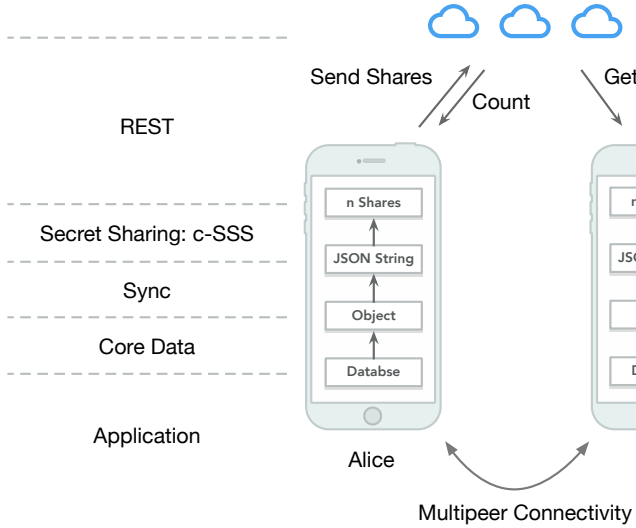 Send Shares
Get
Count
REST
n Shares
Secret Sharing: c-SSS
JSON String
Sync
Object
Core Data
Databse
Application
Alice
Multipeer Connectivity